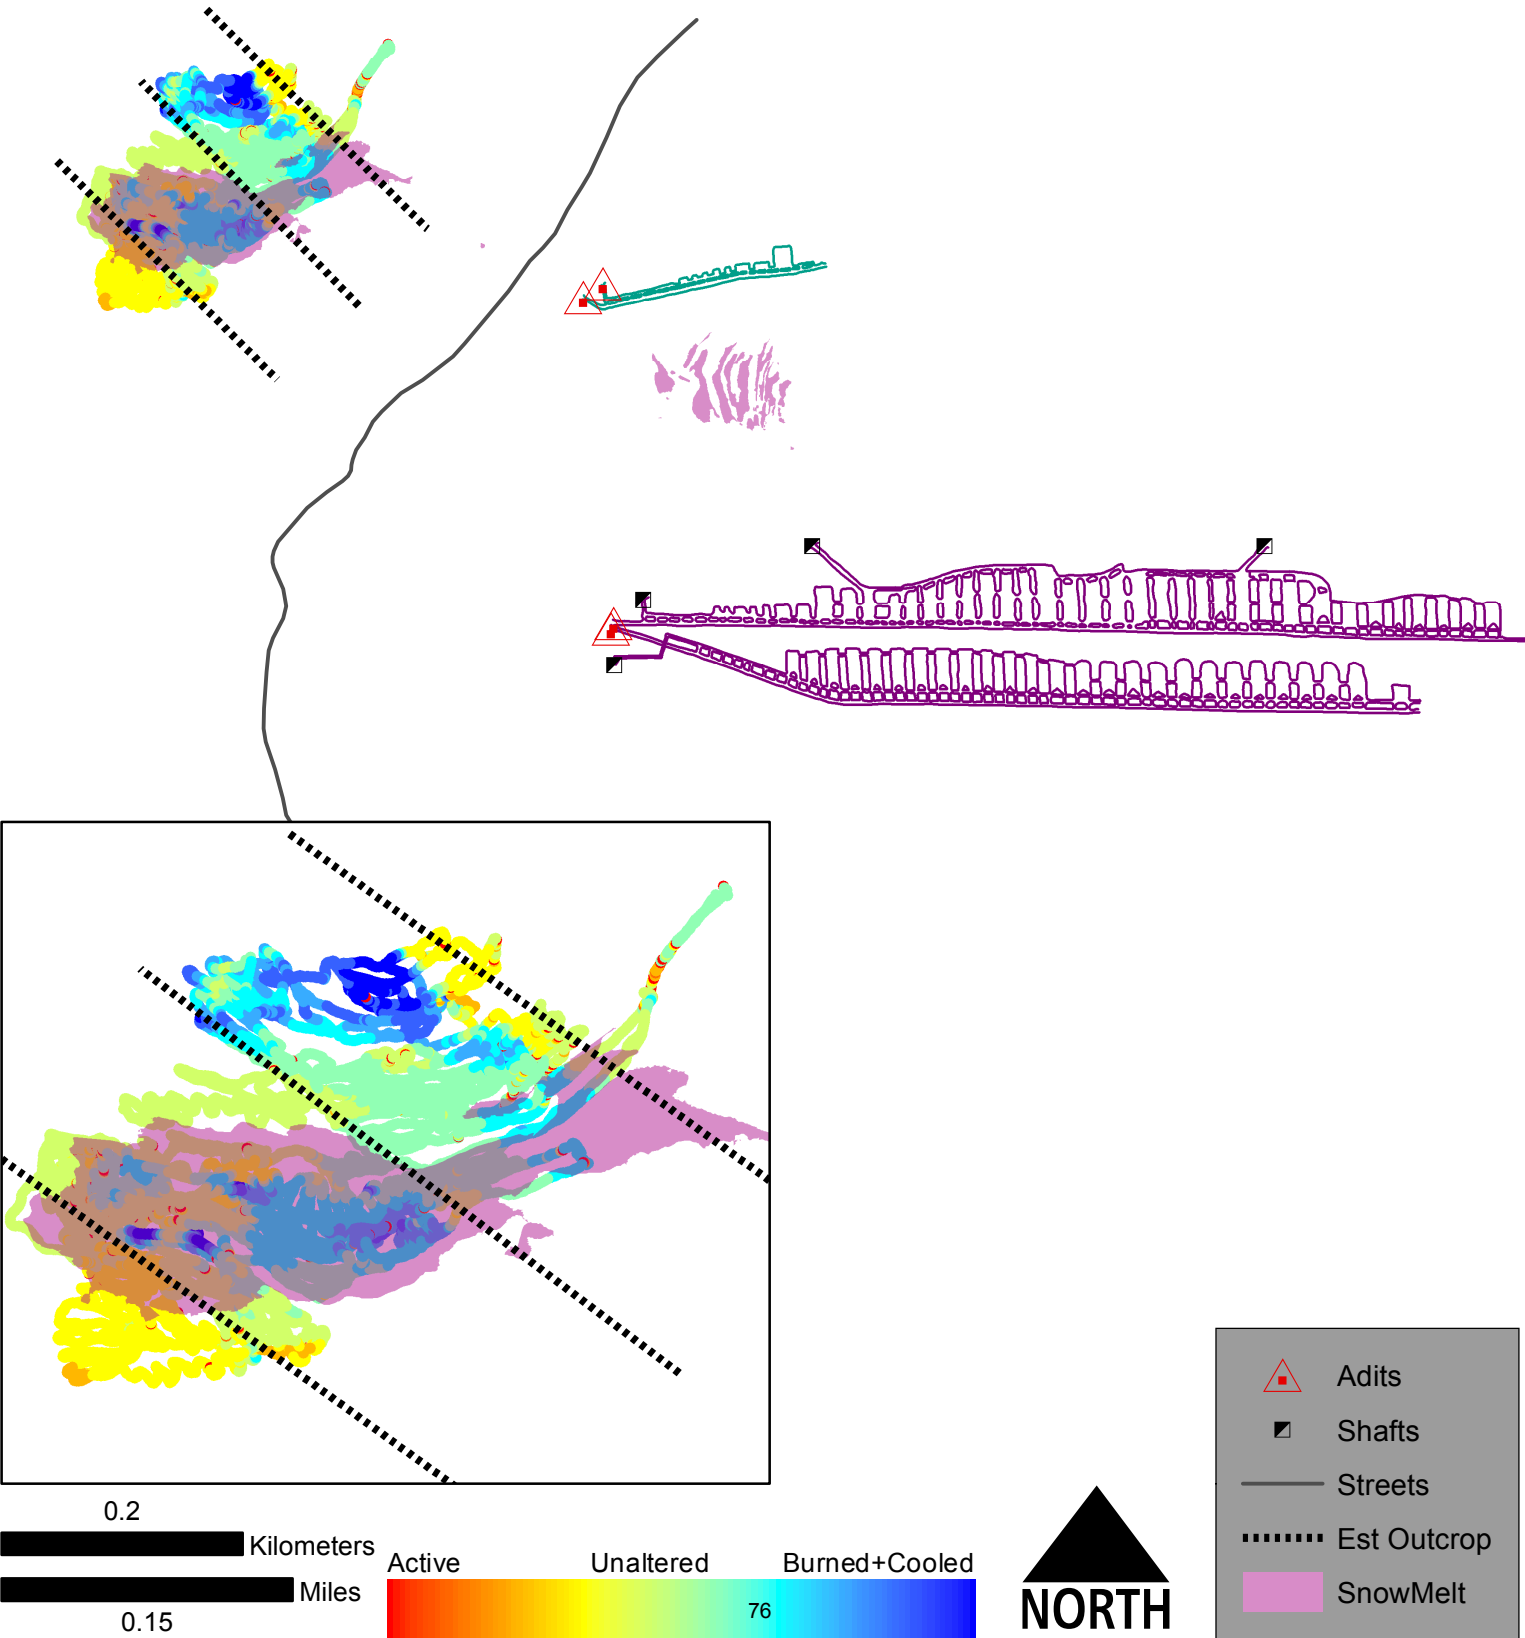 Adits
Shafts
Streets
Est Outcrop
SnowMelt
0.2
Kilometers
Miles
0.15
Active Unaltered Burned+Cooled
76
NORTH